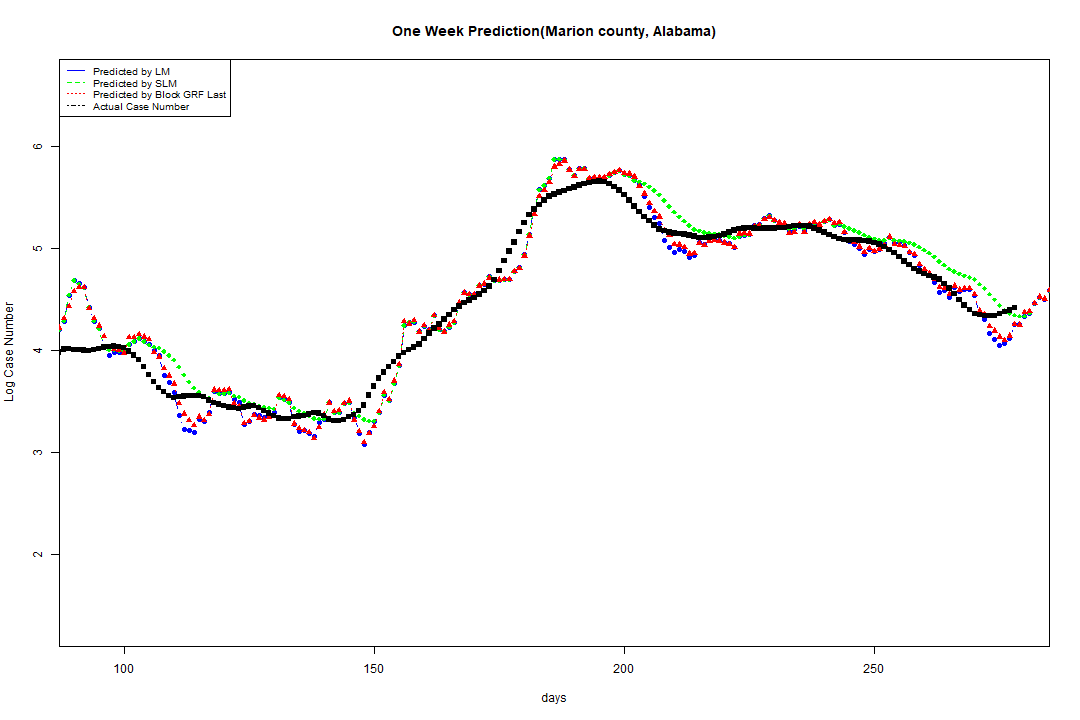 One Week Prediction(Marion county, Alabama)
Predicted by LM
Predicted by SLM
Predicted by Block GRF Last
Actual Case Number
6
5
4
3
2
Log Case Number
100
150
200
250
days